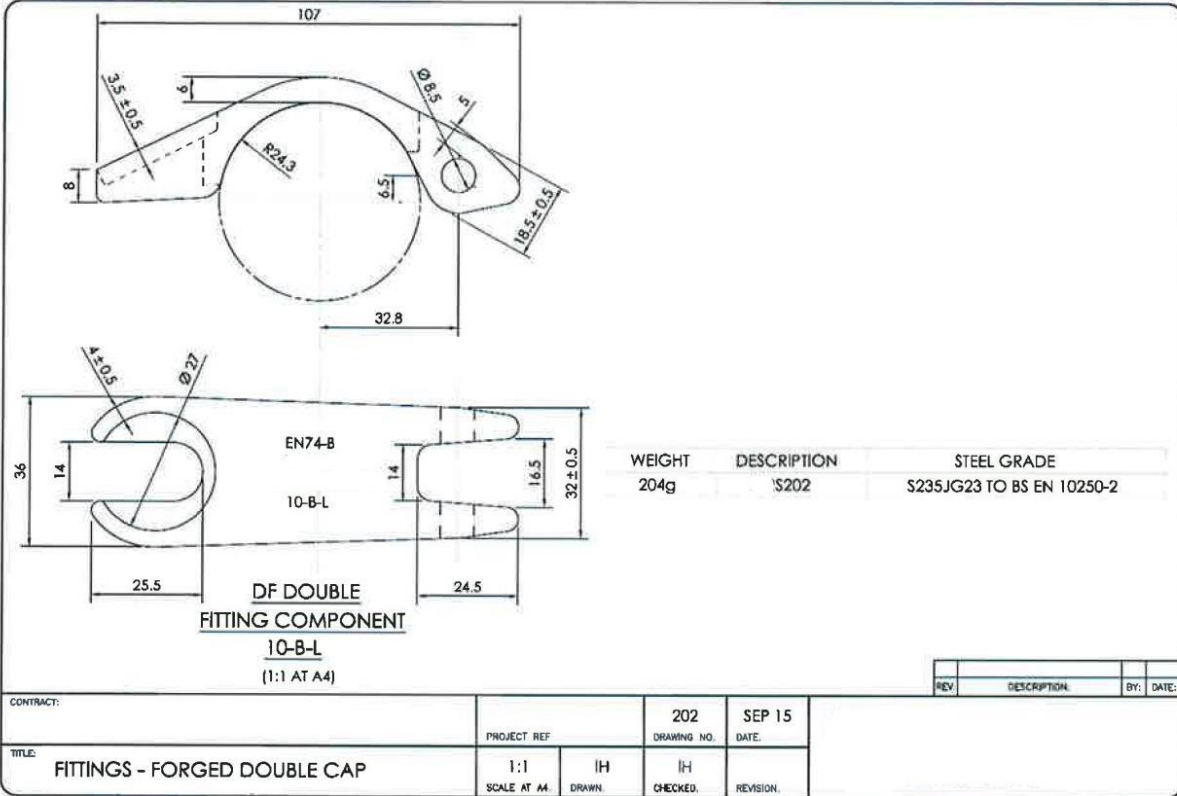 107
3.5 ± 0.5
6
Ø 8.5
5
R24.3
8
6.5
18.5 ± 0.5
32.8
4 ± 0.5
Ø 27
36
14
EN74-B
10-B-L
14
16.5
32 ± 0.5
25.5
24.5
DF DOUBLE
FITTING COMPONENT
10-B-L
(1:1 AT A4)
WEIGHT DESCRIPTION STEEL GRADE
204g S202 S235JG23 TO BS EN 10250-2
REV DESCRIPTION. BY: DATE:
CONTRACT:
PROJECT REF
202
DRAWING NO.
SEP 15
DATE.
TITLE:
FITTINGS - FORGED DOUBLE CAP
1:1
SCALE AT A4.
IH
DRAWN.
IH
CHECKED.
REVISION.